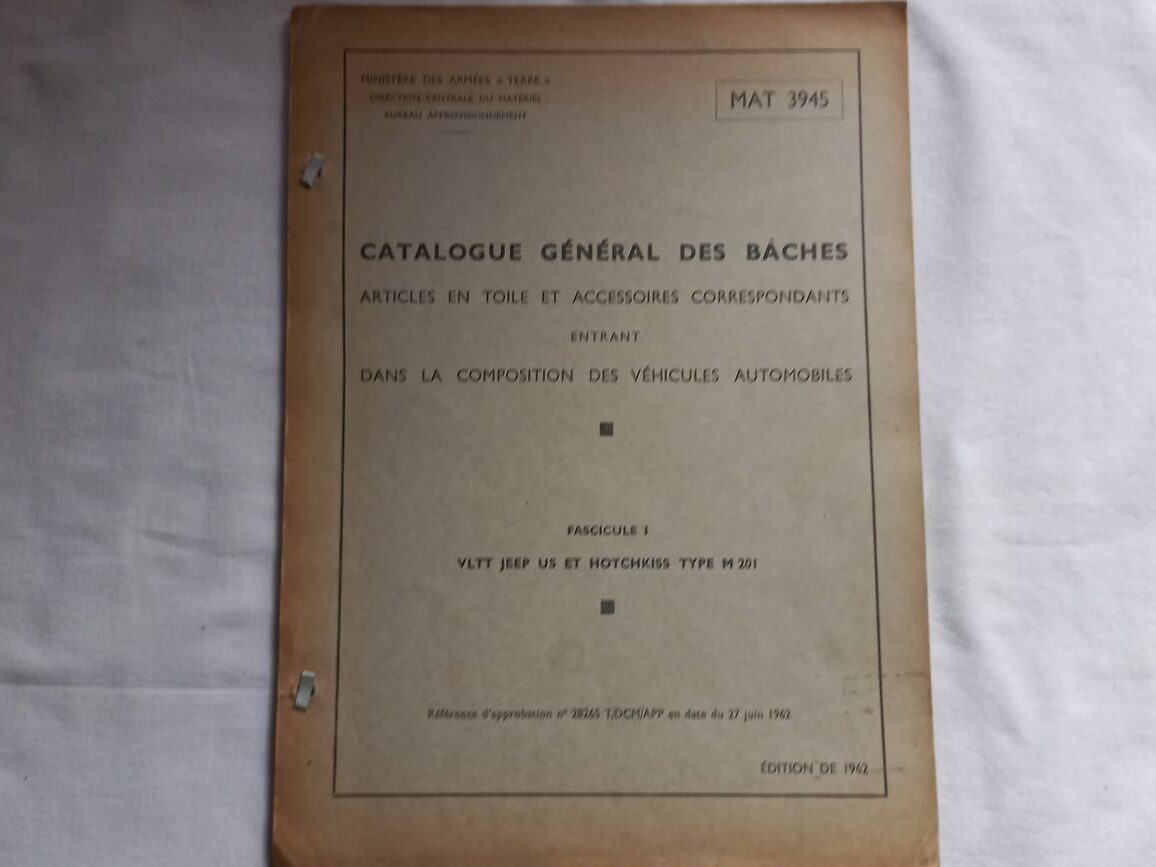 MINISTÈRE DES ARMÉES « TERRE »
DIRECTION CENTRALE DU MATÉRIEL
BUREAU APPROVISIONNEMENT
MAT 3945
CATALOGUE GÉNÉRAL DES BÂCHES
ARTICLES EN TOILE ET ACCESSOIRES CORRESPONDANTS
ENTRANT
DANS LA COMPOSITION DES VÉHICULES AUTOMOBILES
FASCICULE I
VLTT JEEP US ET HOTCHKISS TYPE M 201
Référence d'approbation n° 28265 T/DCM/APP en date du 27 juin 1962
ÉDITION DE 1962